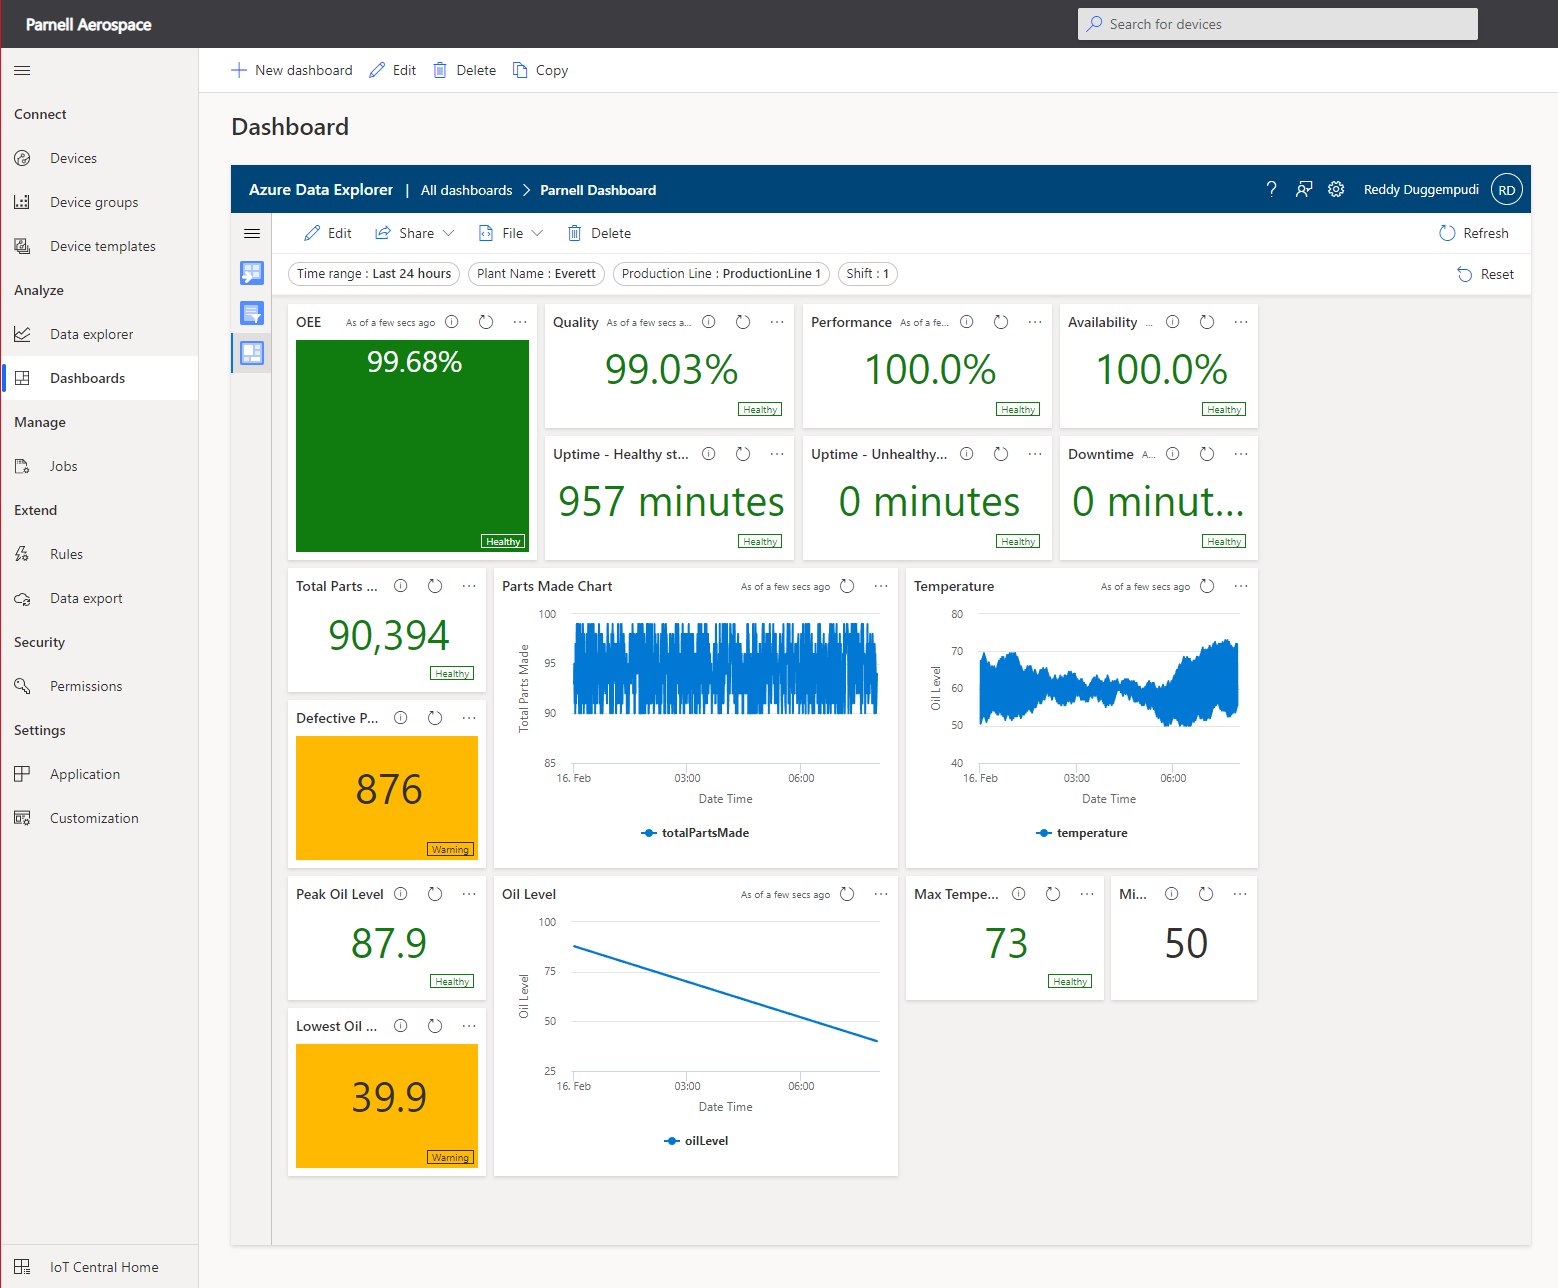 Parnell Aerospace
Search for devices
New dashboard Edit Delete Copy
Connect
Devices
Device groups
Device templates
Analyze
Data explorer
Dashboards
Manage
Jobs
Extend
Rules
Data export
Security
Permissions
Settings
Application
Customization
IoT Central Home
Dashboard
Azure Data Explorer | All dashboards > Parnell Dashboard
? Reddy Duggempudi RD
Edit Share File Delete Refresh
Time range : Last 24 hours Plant Name : Everett Production Line : ProductionLine 1 Shift : 1 Reset
OEE As of a few secs ago
99.68%
Healthy
Quality As of a few secs a...
99.03%
Healthy
Performance As of a fe...
100.0%
Healthy
Availability ...
100.0%
Healthy
Uptime - Healthy st...
957 minutes
Healthy
Uptime - Unhealthy...
0 minutes
Healthy
Downtime A...
0 minut...
Healthy
Total Parts ...
90,394
Healthy
Defective P...
876
Warning
Parts Made Chart As of a few secs ago
Total Parts Made
100
95
90
85
16. Feb 03:00 06:00
Date Time
totalPartsMade
Temperature As of a few secs ago
Oil Level
80
70
60
50
40
16. Feb 03:00 06:00
Date Time
temperature
Peak Oil Level
87.9
Healthy
Lowest Oil ...
39.9
Warning
Oil Level As of a few secs ago
Oil Level
100
75
50
25
16. Feb 03:00 06:00
Date Time
oilLevel
Max Tempe...
73
Healthy
Mi...
50